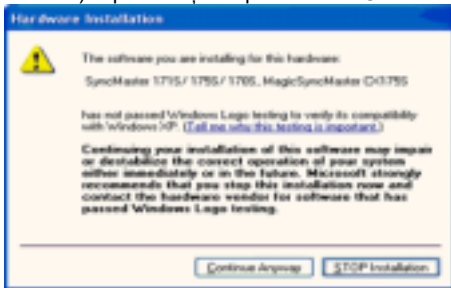 Hardware Installation
The software you are installing for this hardware:
SyncMaster 171S/ 175S/ 170S, MagicSyncMaster CX175S
has not passed Windows Logo testing to verify its compatibility
with Windows XP. (Tell me why this testing is important.)
Continuing your installation of this software may impair
or destabilize the correct operation of your system
either immediately or in the future. Microsoft strongly
recommends that you stop this installation now and
contact the hardware vendor for software that has
passed Windows Logo testing.
Continue Anyway
STOP Installation